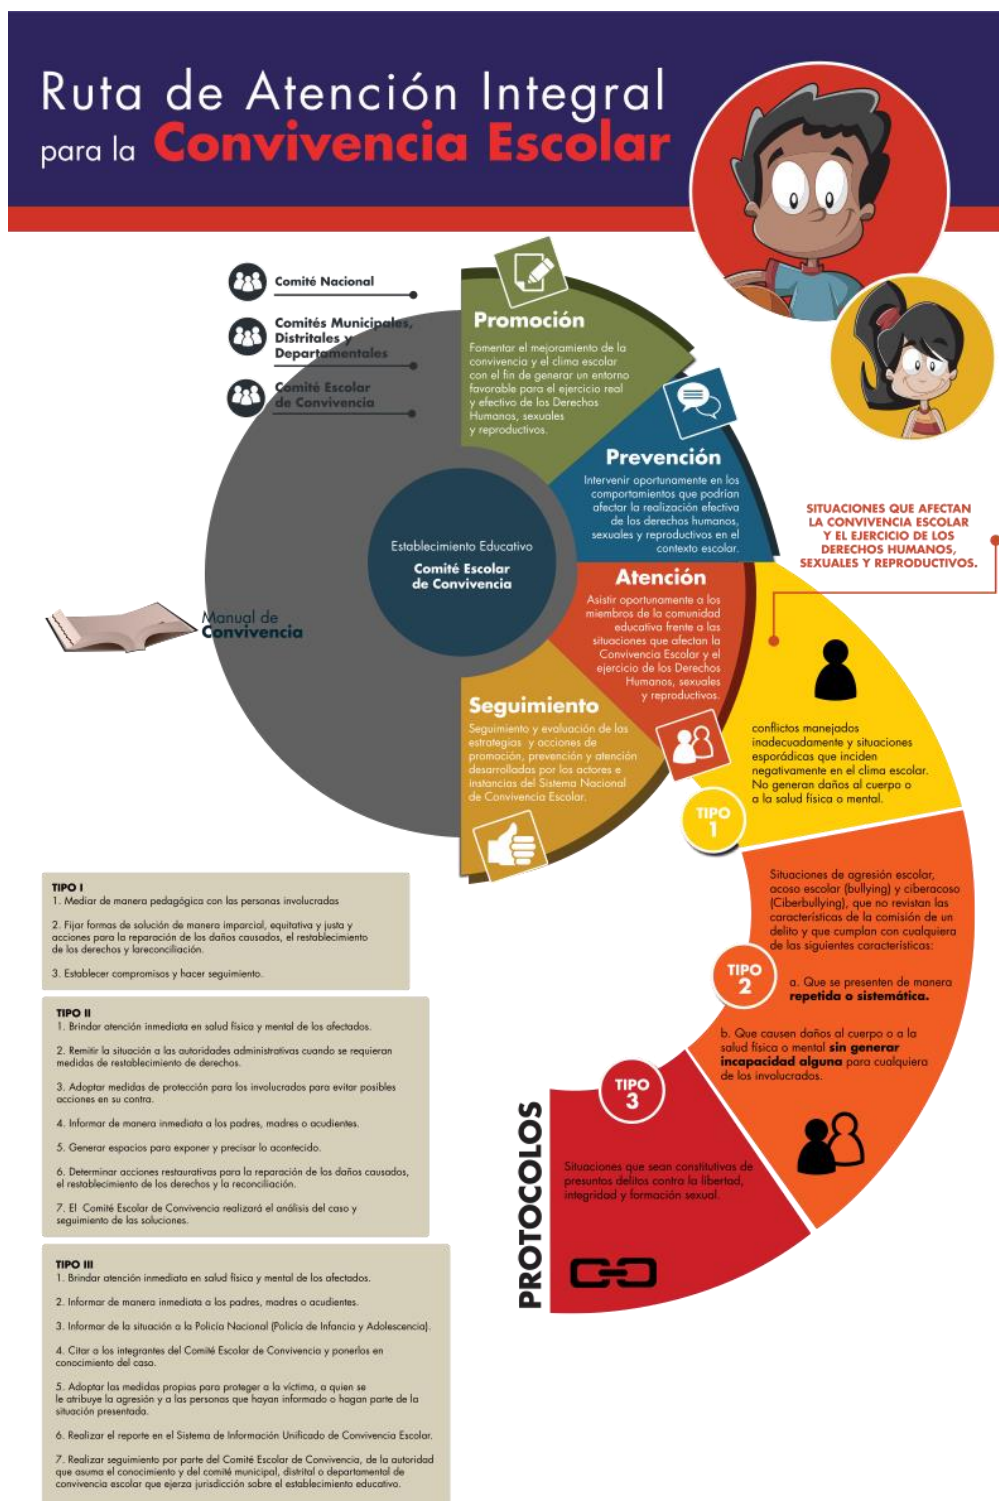 Ruta de Atención Integral
para la Convivencia Escolar
Comité Nacional
Comités Municipales,
Distritales y
Departamentales
Comité Escolar
de Convivencia
Promoción
Fomentar el mejoramiento de la
convivencia y el clima escolar
con el fin de generar un entorno
favorable para el ejercicio real
y efectivo de los Derechos
Humanos, sexuales
y reproductivos.
Prevención
Intervenir oportunamente en los
comportamientos que podrían
afectar la realización efectiva
de los derechos humanos,
sexuales y reproductivos en el
contexto escolar.
SITUACIONES QUE AFECTAN
LA CONVIVENCIA ESCOLAR
Y EL EJERCICIO DE LOS
DERECHOS HUMANOS,
SEXUALES Y REPRODUCTIVOS.
Establecimiento Educativo
Comité Escolar
de Convivencia
Atención
Asistir oportunamente a los
miembros de la comunidad
educativa frente a las
situaciones que afectan la
Convivencia Escolar y el
ejercicio de los Derechos
Humanos, sexuales
y reproductivos.
Manual de
Convivencia
Seguimiento
Seguimiento y evaluación de las
estrategias y acciones de
promoción, prevención y atención
desarrolladas por los actores e
instancias del Sistema Nacional
de Convivencia Escolar.
conflictos manejados
inadecuadamente y situaciones
esporádicas que inciden
negativamente en el clima escolar.
No generan daños al cuerpo o
a la salud física o mental.
TIPO
1
Situaciones de agresión escolar,
acoso escolar (bullying) y ciberacoso
(Ciberbullying), que no revistan las
características de la comisión de un
delito y que cumplan con cualquiera
de las siguientes características:
TIPO
2
a. Que se presenten de manera
repetida o sistemática.
b. Que causen daños al cuerpo o a la
salud física o mental sin generar
incapacidad alguna para cualquiera
de los involucrados.
TIPO
3
Situaciones que sean constitutivas de
presuntos delitos contra la libertad,
integridad y formación sexual.
PROTOCOLOS
TIPO I
1. Mediar de manera pedagógica con las personas involucradas
2. Fijar formas de solución de manera imparcial, equitativa y justa y
acciones para la reparación de los daños causados, el restablecimiento
de los derechos y lareconciliación.
3. Establecer compromisos y hacer seguimiento.
TIPO II
1. Brindar atención inmediata en salud física y mental de los afectados.
2. Remitir la situación a las autoridades administrativas cuando se requieran
medidas de restablecimiento de derechos.
3. Adoptar medidas de protección para los involucrados para evitar posibles
acciones en su contra.
4. Informar de manera inmediata a los padres, madres o acudientes.
5. Generar espacios para exponer y precisar lo acontecido.
6. Determinar acciones restaurativas para la reparación de los daños causados,
el restablecimiento de los derechos y la reconciliación.
7. El Comité Escolar de Convivencia realizará el análisis del caso y
seguimiento de las soluciones.
TIPO III
1. Brindar atención inmediata en salud física y mental de los afectados.
2. Informar de manera inmediata a los padres, madres o acudientes.
3. Informar de la situación a la Policía Nacional (Policía de Infancia y Adolescencia).
4. Citar a los integrantes del Comité Escolar de Convivencia y ponerlos en
conocimiento del caso.
5. Adoptar las medidas propias para proteger a la víctima, a quien se
le atribuye la agresión y a las personas que hayan informado o hagan parte de la
situación presentada.
6. Realizar el reporte en el Sistema de Información Unificado de Convivencia Escolar.
7. Realizar seguimiento por parte del Comité Escolar de Convivencia, de la autoridad
que asuma el conocimiento y del comité municipal, distrital o departamental de
convivencia escolar que ejerza jurisdicción sobre el establecimiento educativo.